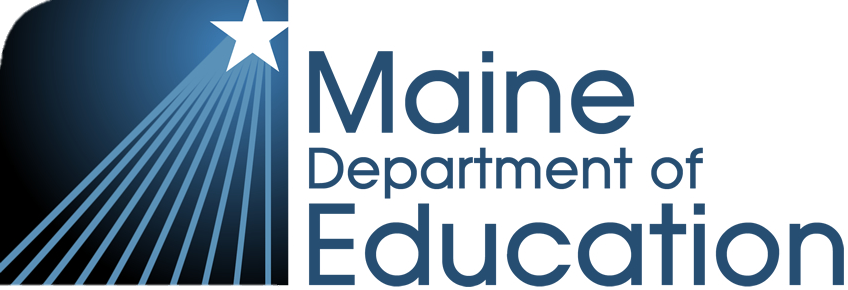 Maine
Department of
Education